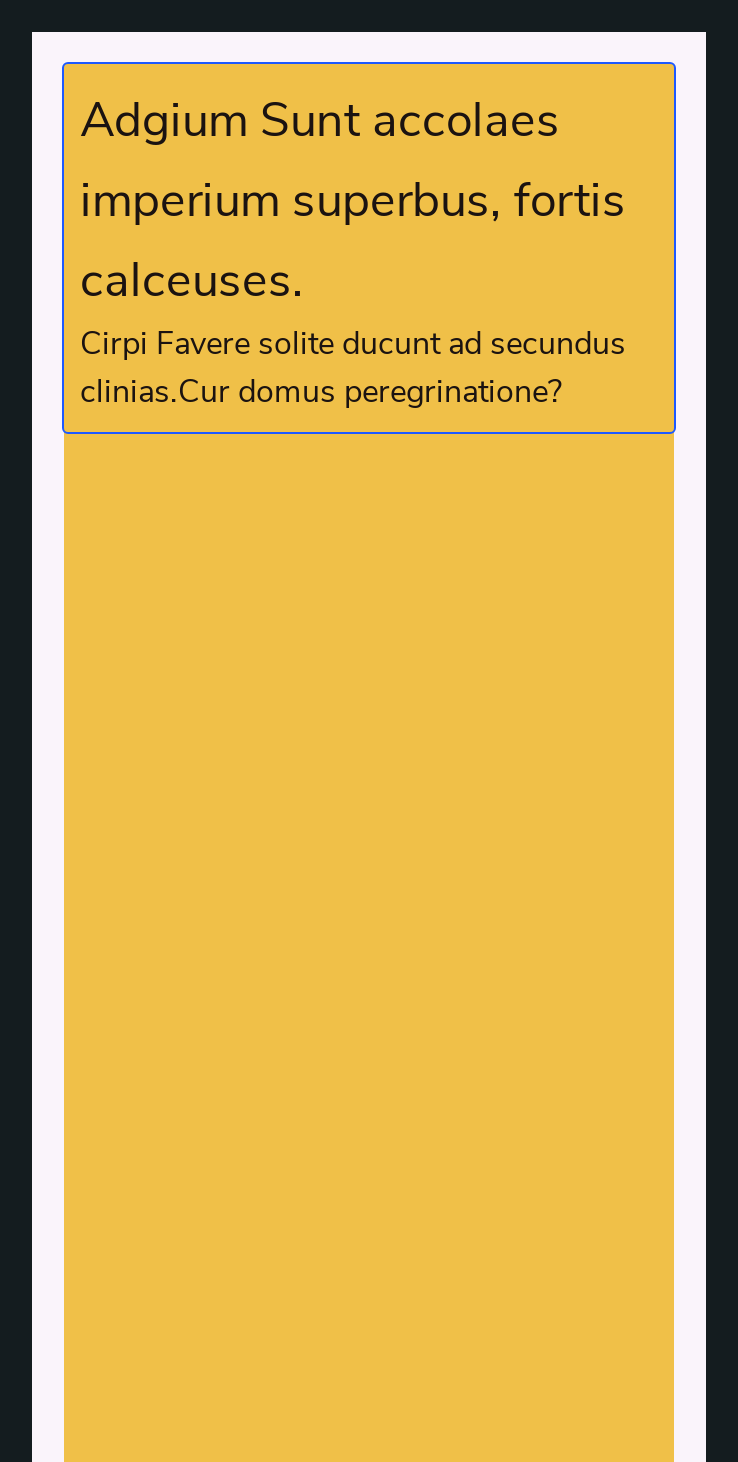 Adgium Sunt accolaes
imperium superbus, fortis
calceuses.
Cirpi Favere solite ducunt ad secundus
clinias.Cur domus peregrinatione?